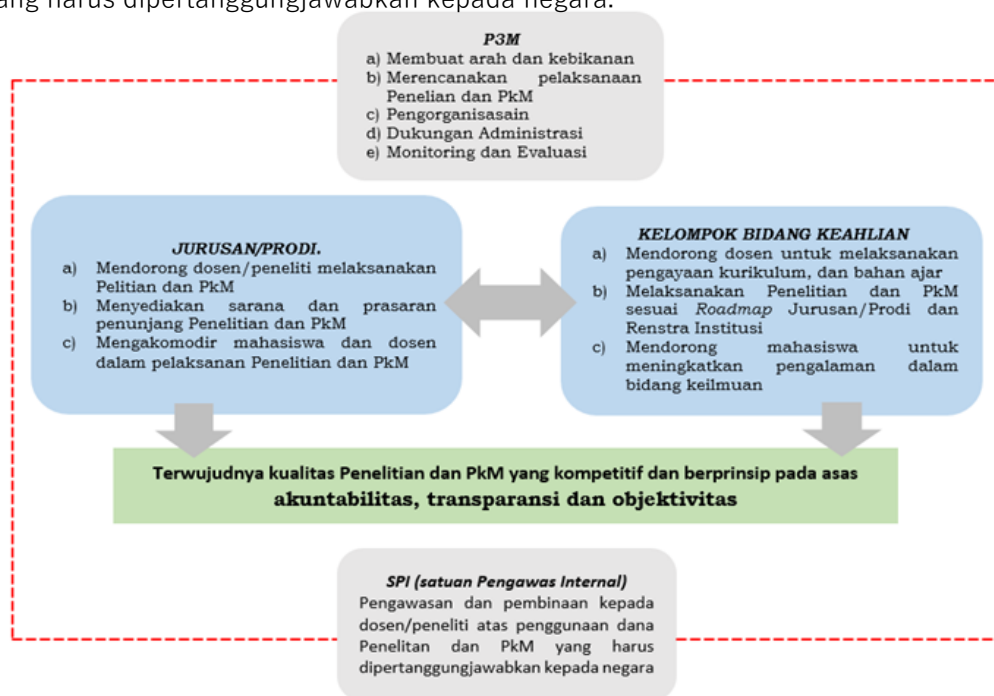 ang harus dipertanggungjawabkan kepada negara.
P3M
a) Membuat arah dan kebikanan
b) Merencanakan pelaksanaan
Penelian dan PkM
c) Pengorganisasain
d) Dukungan Administrasi
e) Monitoring dan Evaluasi
JURUSAN/PRODI.
a) Mendorong dosen/peneliti melaksanakan
Pelitian dan PkM
b) Menyediakan sarana dan prasaran
penunjang Penelitian dan PkM
c) Mengakomodir mahasiswa dan dosen
dalam pelaksanan Penelitian dan PkM
KELOMPOK BIDANG KEAHLIAN
a) Mendorong dosen untuk melaksanakan
pengayaan kurikulum, dan bahan ajar
b) Melaksanakan Penelitian dan PKM
sesuai Roadmap Jurusan/Prodi dan
Renstra Institusi
c) Mendorong mahasiswa untuk
meningkatkan pengalaman dalam
bidang keilmuan
Terwujudnya kualitas Penelitian dan PkM yang kompetitif dan berprinsip pada asas
akuntabilitas, transparansi dan objektivitas
SPI (satuan Pengawas Internal)
Pengawasan dan pembinaan kepada
dosen/peneliti atas penggunaan dana
Penelitan dan PKM yang harus
dipertanggungjawabkan kepada negara